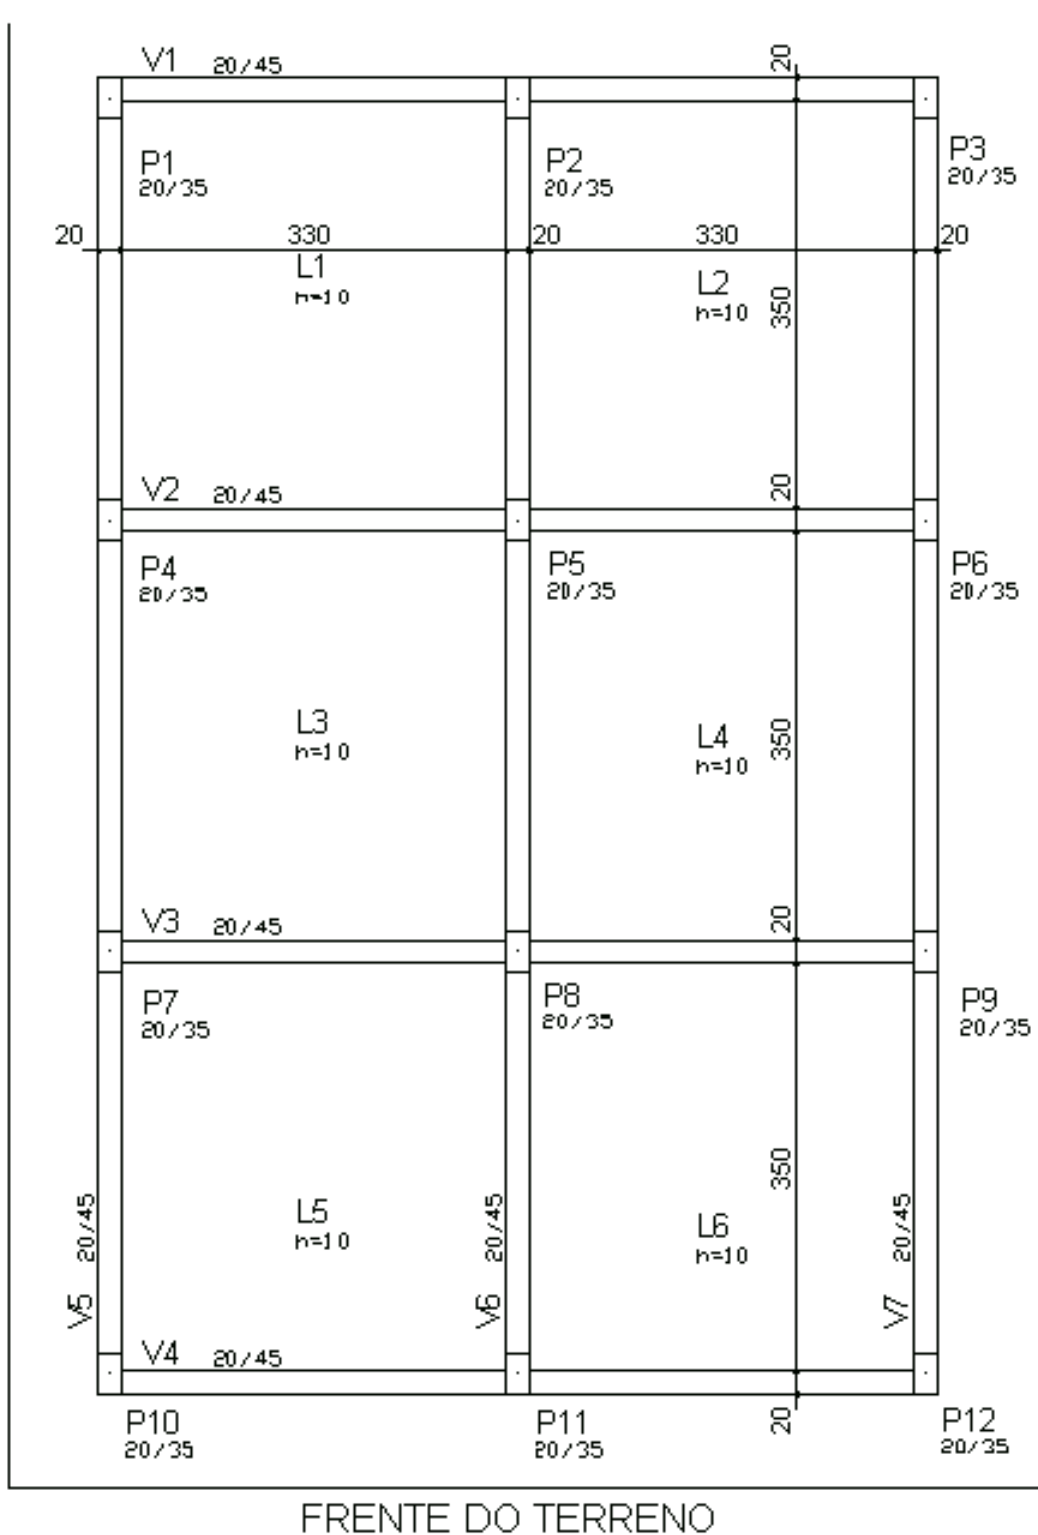 V1 20/45
20
P1
20/35
P2
20/35
P3
20/35
20 330 20 330 20
L1
h=10
L2
h=10
350
V2 20/45
20
P4
20/35
P5
20/35
P6
20/35
L3
h=10
L4
h=10
350
V3 20/45
20
P7
20/35
P8
20/35
P9
20/35
350
L5
h=10
L6
h=10
V5 20/45
V6 20/45
V7 20/45
V4 20/45
20
P10
20/35
P11
20/35
P12
20/35
FRENTE DO TERRENO